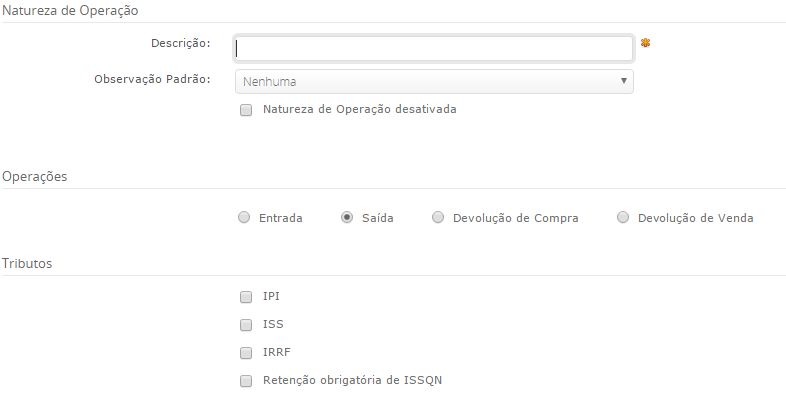 Natureza de Operação
Descrição:
Observação Padrão: Nenhuma
Natureza de Operação desativada
Operações
Entrada Saída Devolução de Compra Devolução de Venda
Tributos
IPI
ISS
IRRF
Retenção obrigatória de ISSQN